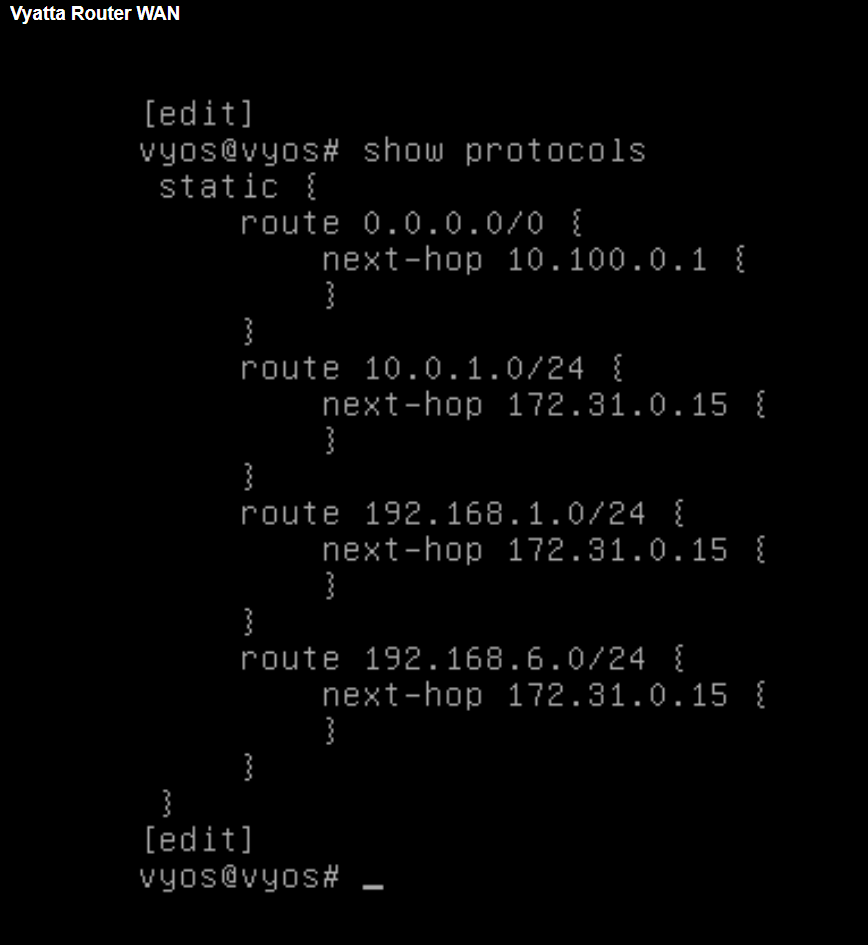 Vyatta Router WAN
[edit]
vyos@vyos# show protocols
 static {
     route 0.0.0.0/0 {
         next-hop 10.100.0.1 {
         }
     }
     route 10.0.1.0/24 {
         next-hop 172.31.0.15 {
         }
     }
     route 192.168.1.0/24 {
         next-hop 172.31.0.15 {
         }
     }
     route 192.168.6.0/24 {
         next-hop 172.31.0.15 {
         }
     }
 }
[edit]
vyos@vyos# _